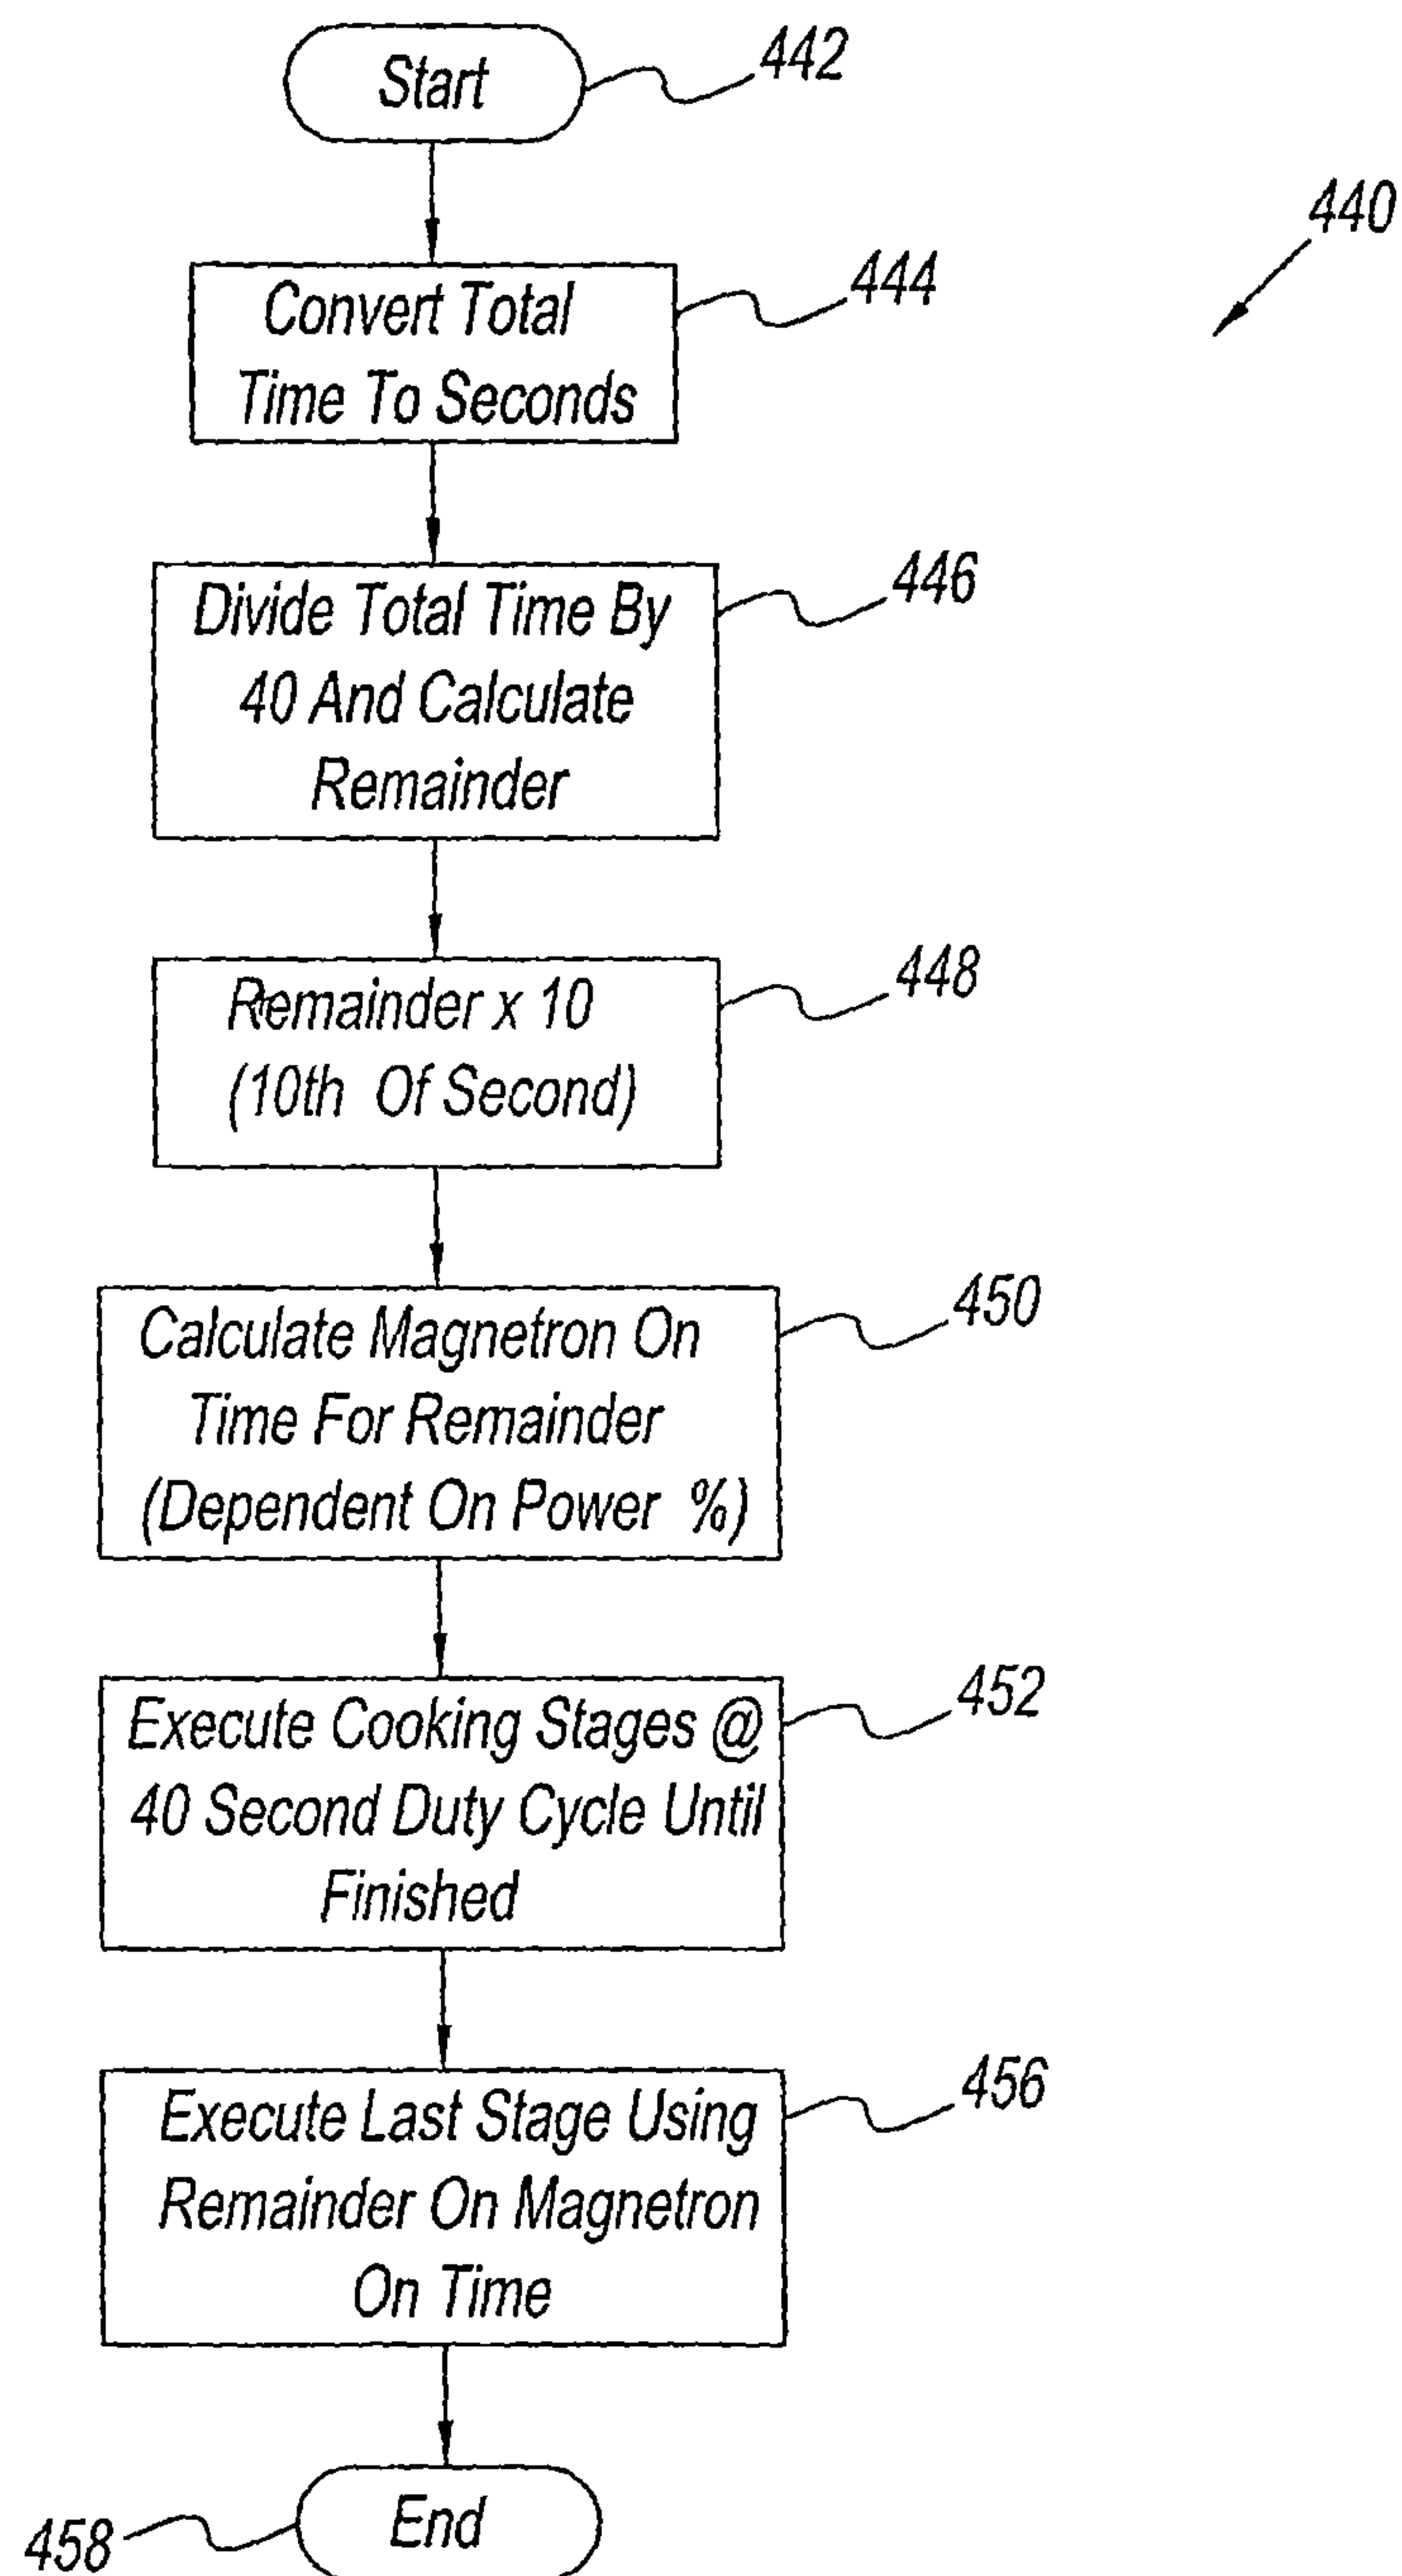 Start
442
440
Convert Total
Time To Seconds
444
Divide Total Time By
40 And Calculate
Remainder
446
Remainder x 10
(10th Of Second)
448
Calculate Magnetron On
Time For Remainder
(Dependent On Power %)
450
Execute Cooking Stages @
40 Second Duty Cycle Until
Finished
452
Execute Last Stage Using
Remainder On Magnetron
On Time
456
End
458